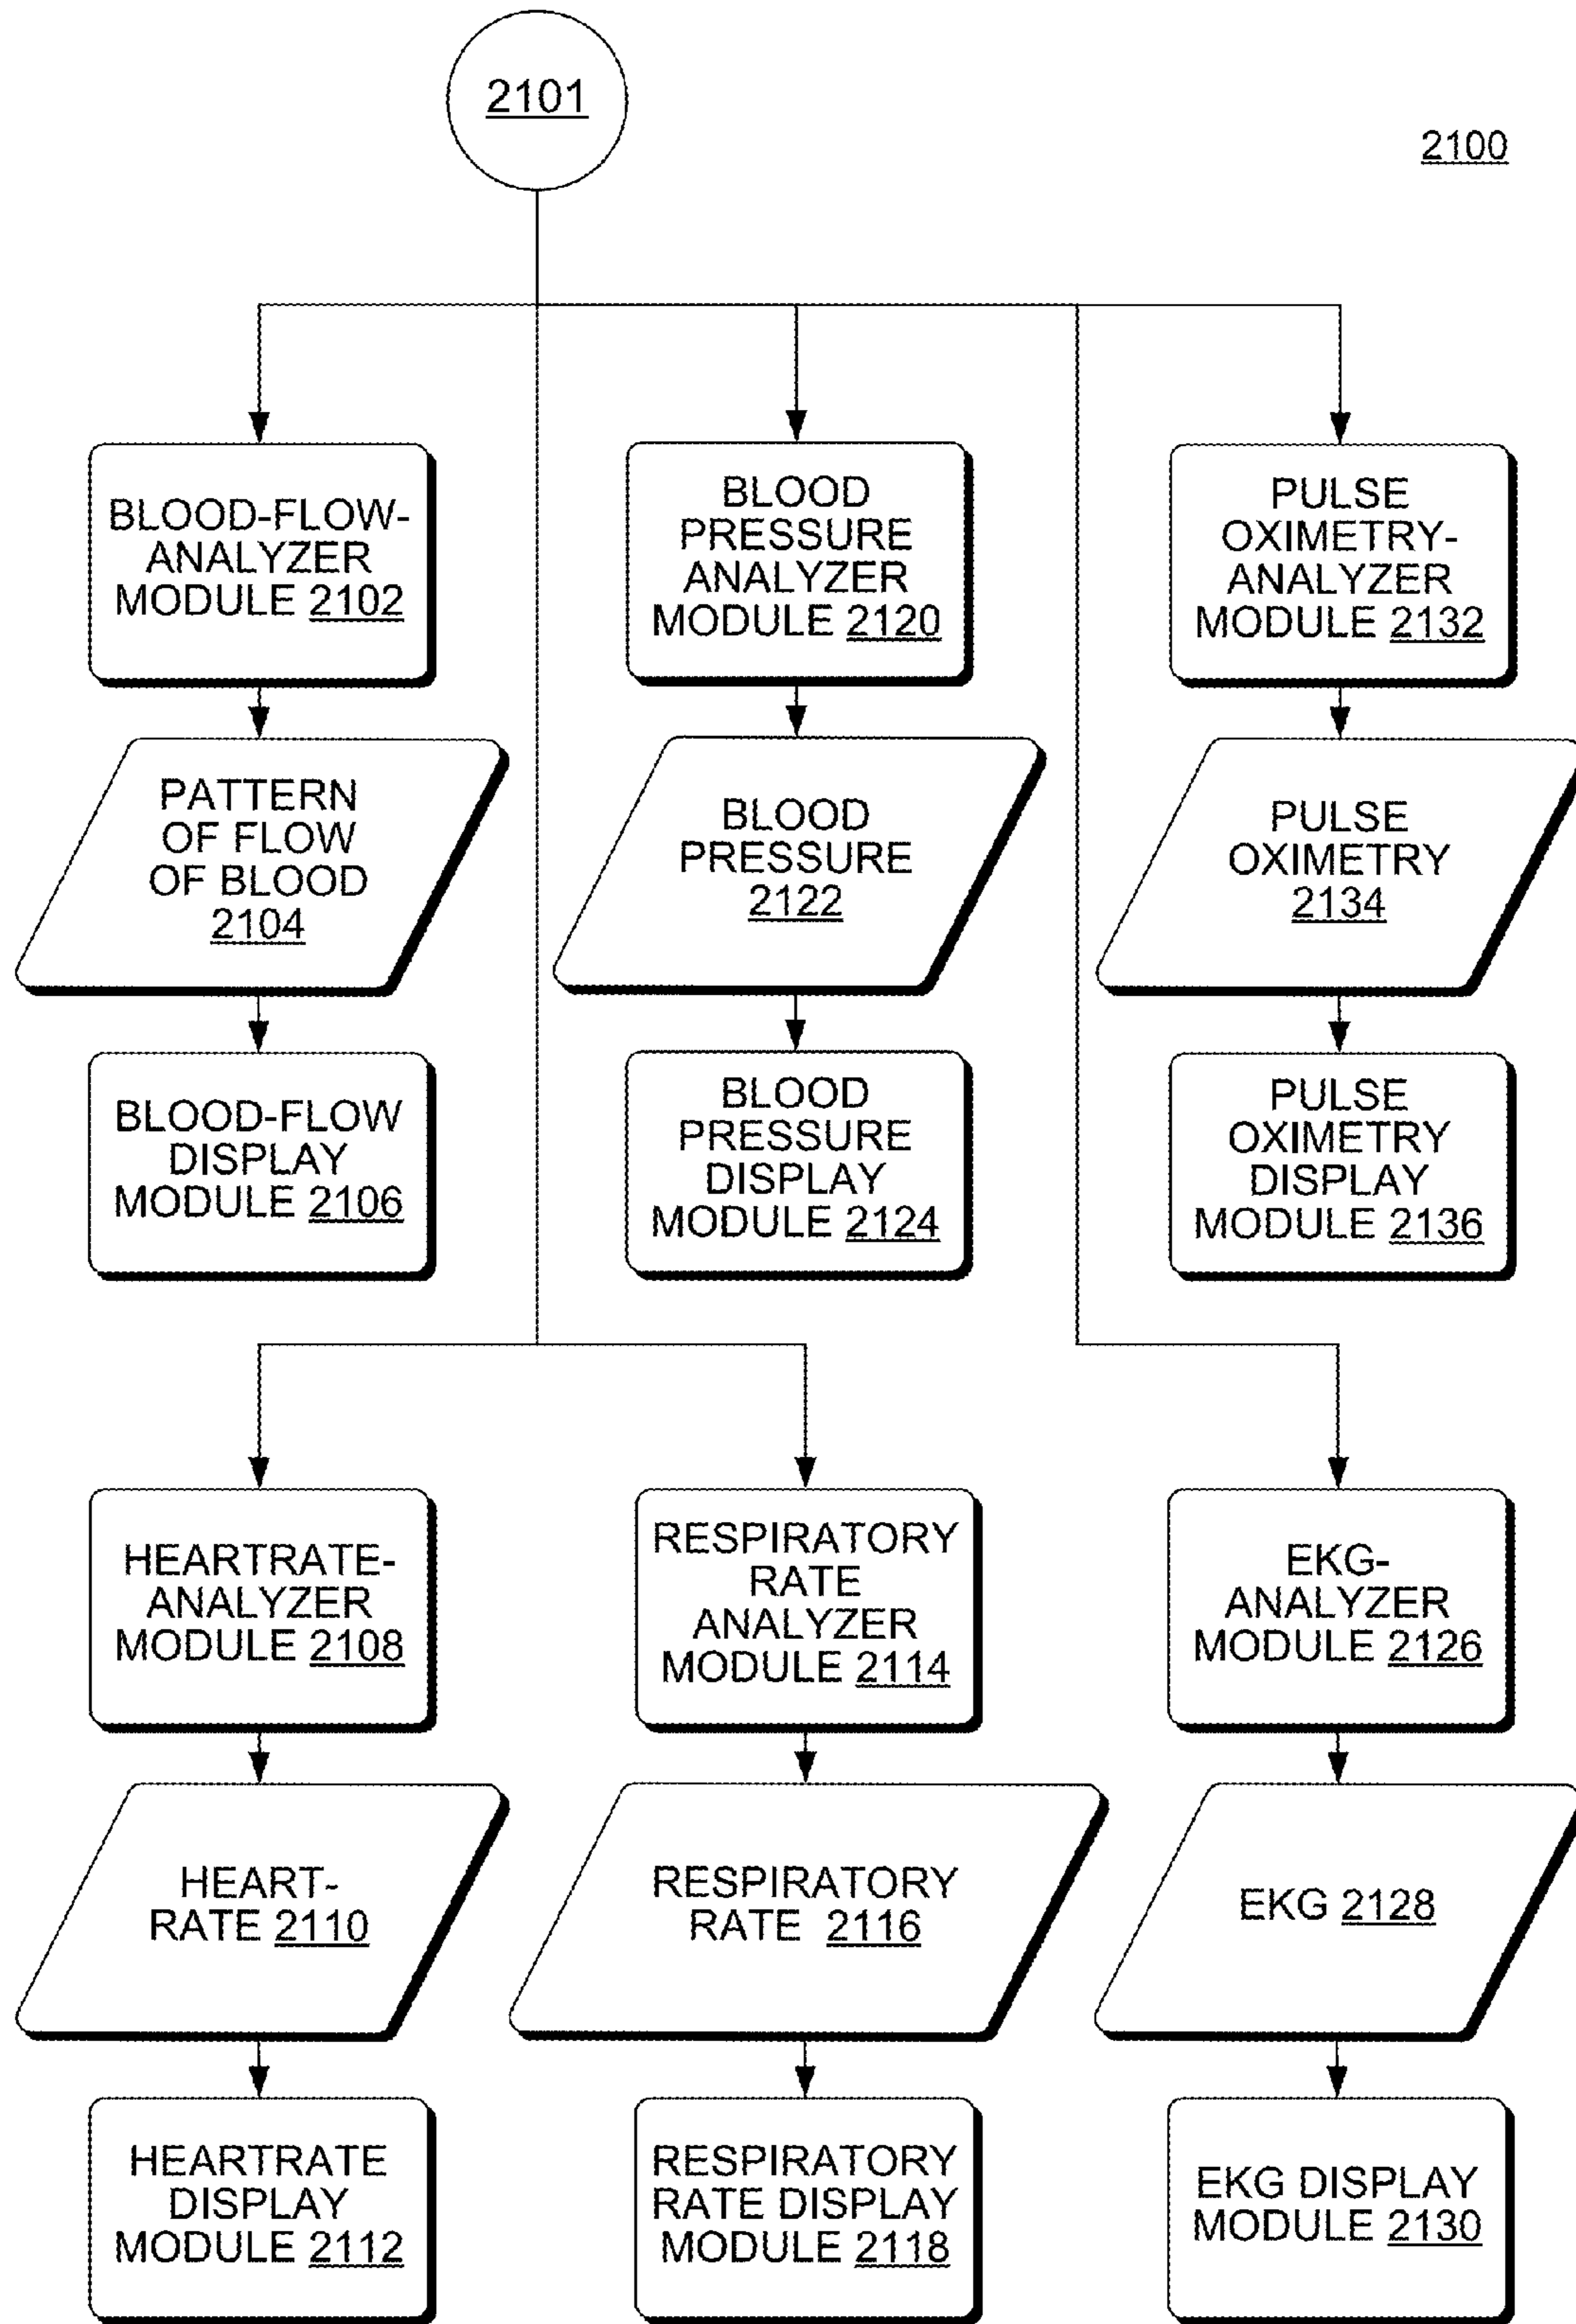 2101
2100
BLOOD-FLOW-
ANALYZER
MODULE 2102
BLOOD
PRESSURE
ANALYZER
MODULE 2120
PULSE
OXIMETRY-
ANALYZER
MODULE 2132
PATTERN
OF FLOW
OF BLOOD
2104
BLOOD
PRESSURE
2122
PULSE
OXIMETRY
2134
BLOOD-FLOW
DISPLAY
MODULE 2106
BLOOD
PRESSURE
DISPLAY
MODULE 2124
PULSE
OXIMETRY
DISPLAY
MODULE 2136
HEARTRATE-
ANALYZER
MODULE 2108
RESPIRATORY
RATE
ANALYZER
MODULE 2114
EKG-
ANALYZER
MODULE 2126
HEART-
RATE 2110
RESPIRATORY
RATE 2116
EKG 2128
HEARTRATE
DISPLAY
MODULE 2112
RESPIRATORY
RATE DISPLAY
MODULE 2118
EKG DISPLAY
MODULE 2130